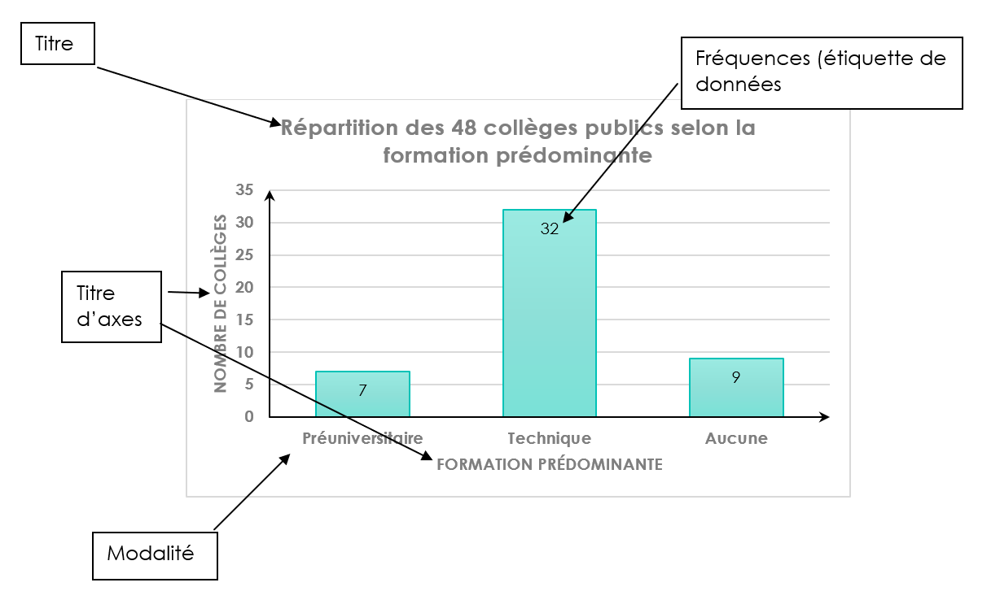 Titre
Fréquences (étiquette de
données
Répartition des 48 collèges publics selon la
formation prédominante
35
30
25
20
15
10
5
0
NOMBRE DE COLLÈGES
Titre
d’axes
7
32
9
Préuniversitaire
Technique
Aucune
FORMATION PRÉDOMINANTE
Modalité